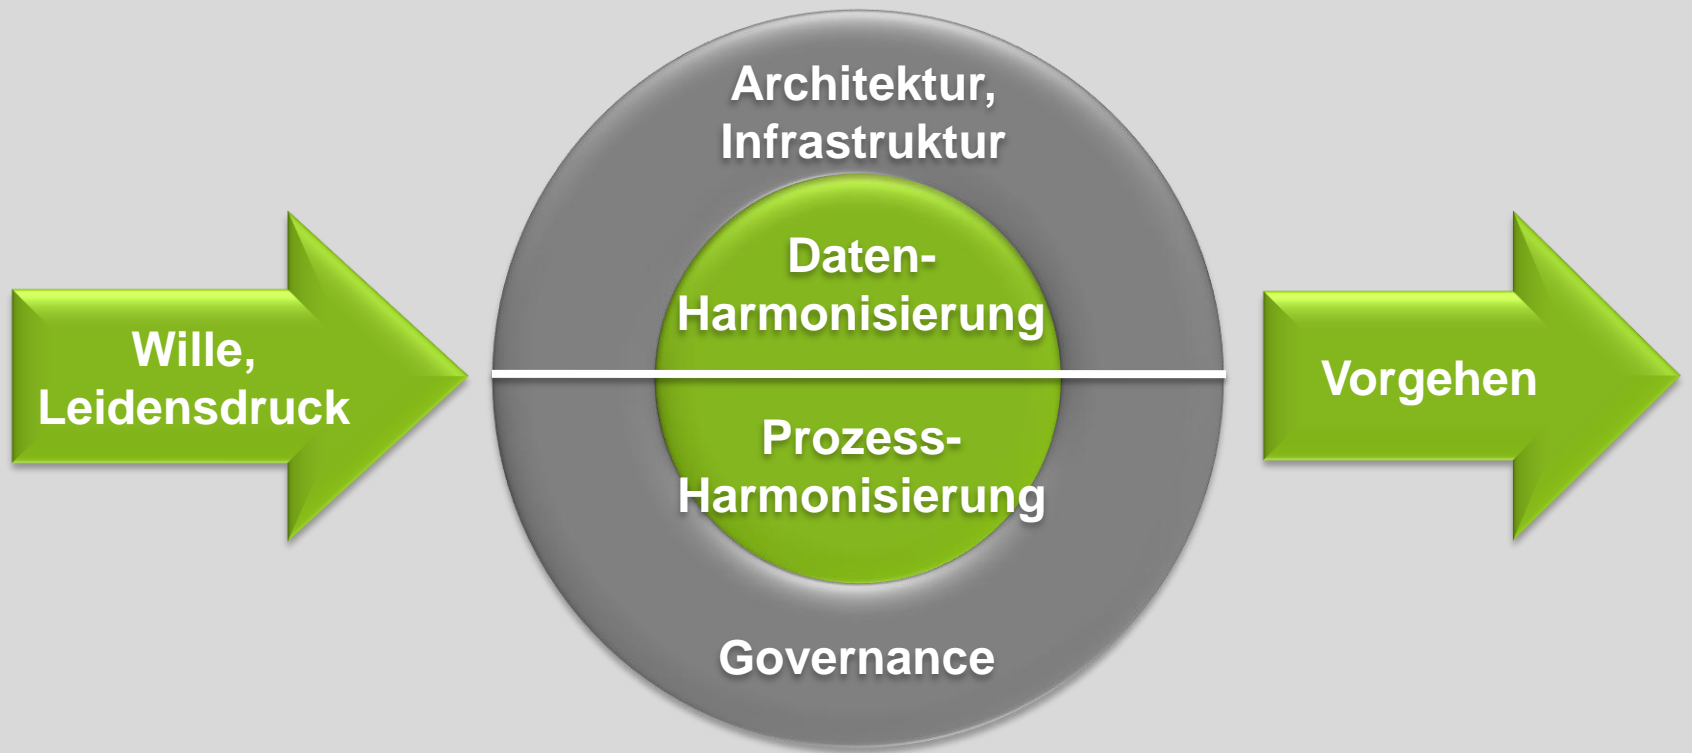 Architektur,
Infrastruktur
Daten-
Harmonisierung
Wille,
Leidensdruck
Vorgehen
Prozess-
Harmonisierung
Governance